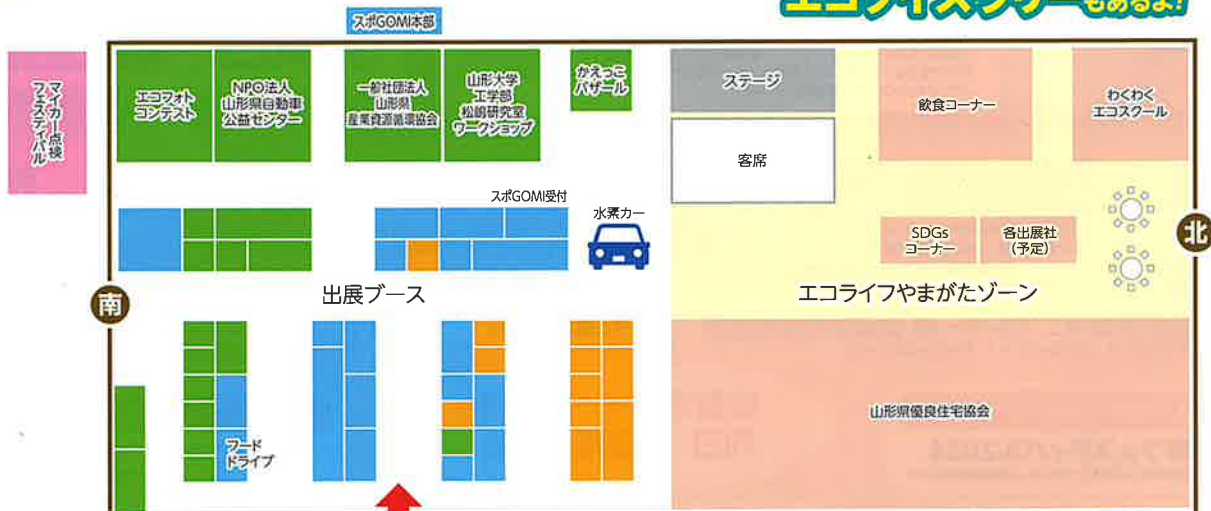 エコクイズラリーもあるよ!
スポGOMI本部
マイカー点検
フェスティバル
エコフォト
コンテスト
NPO法人
山形県自動車
公益センター
一般社団法人
山形県
産業資源循環協会
山形大学
工学部
松嶋研究室
ワークショップ
かえっこ
バザール
ステージ
客席
飲食コーナー
わくわく
エコスクール
スポGOMI受付
水素カー
SDGs
コーナー
各出展社
(予定)
北
南
出展ブース
エコライフやまがたゾーン
山形県優良住宅協会
フード
ドライブ